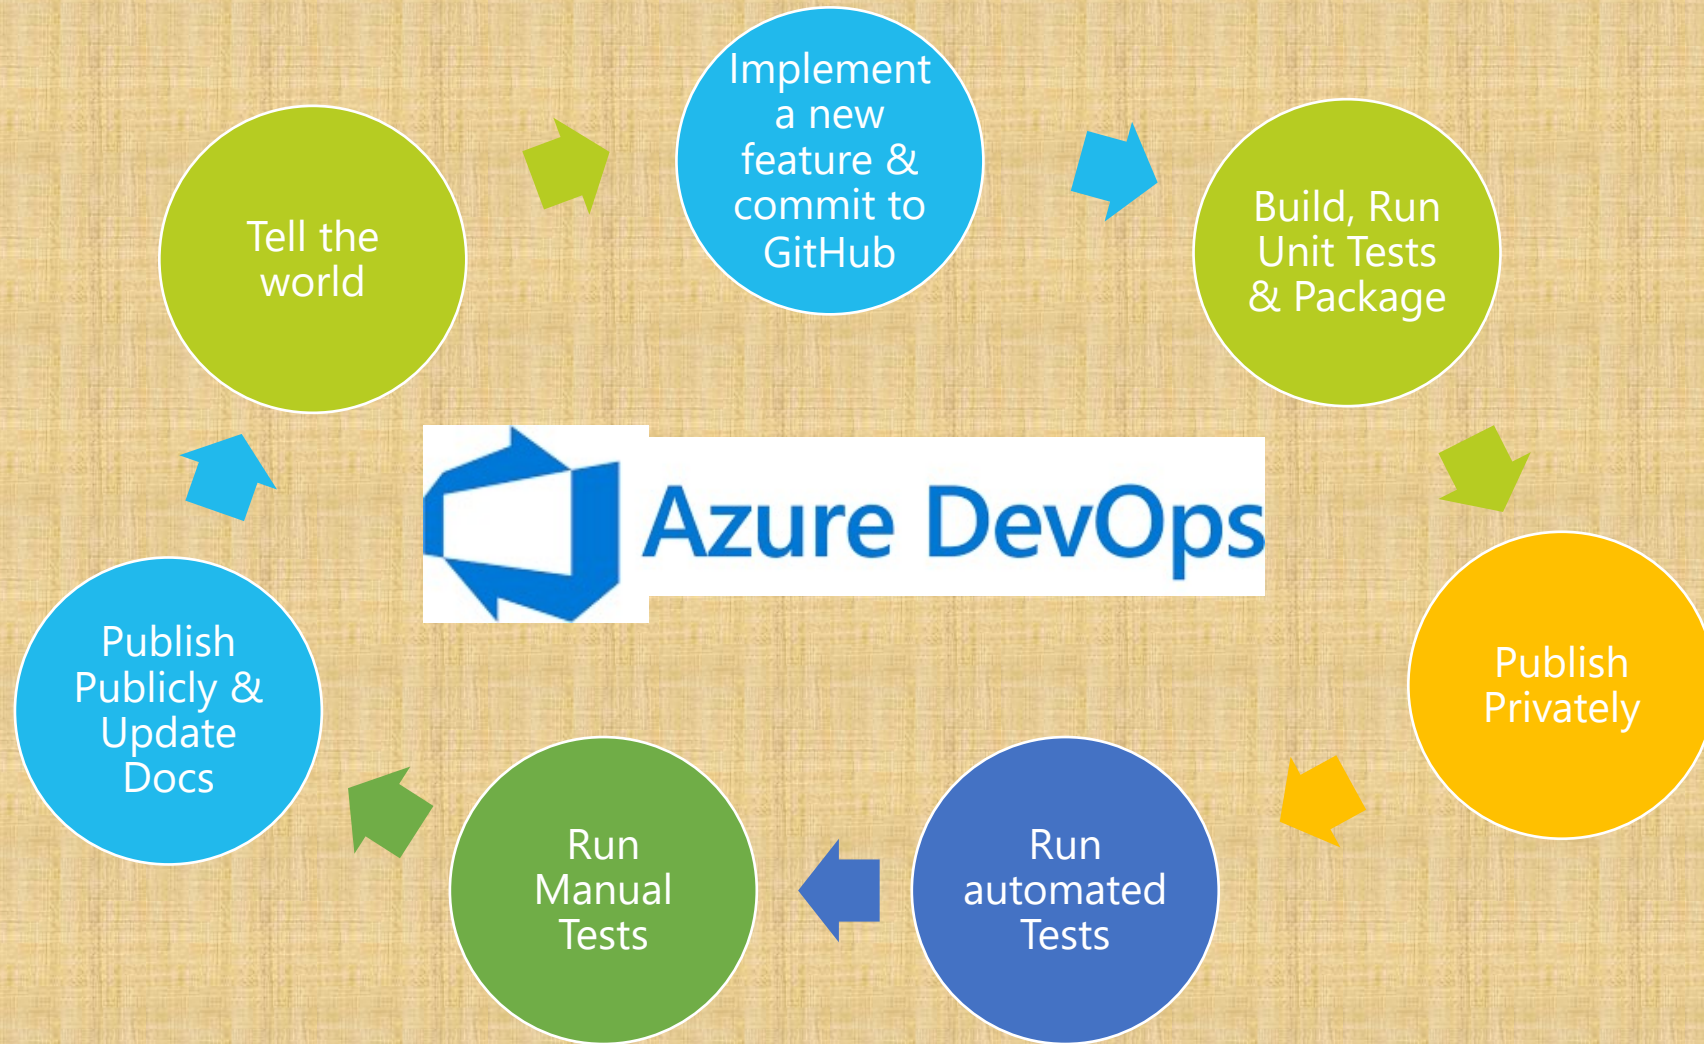 Implement
a new
feature &
commit to
GitHub
Build, Run
Unit Tests
& Package
Publish
Privately
Run
automated
Tests
Run
Manual
Tests
Publish
Publicly &
Update
Docs
Tell the
world
Azure DevOps